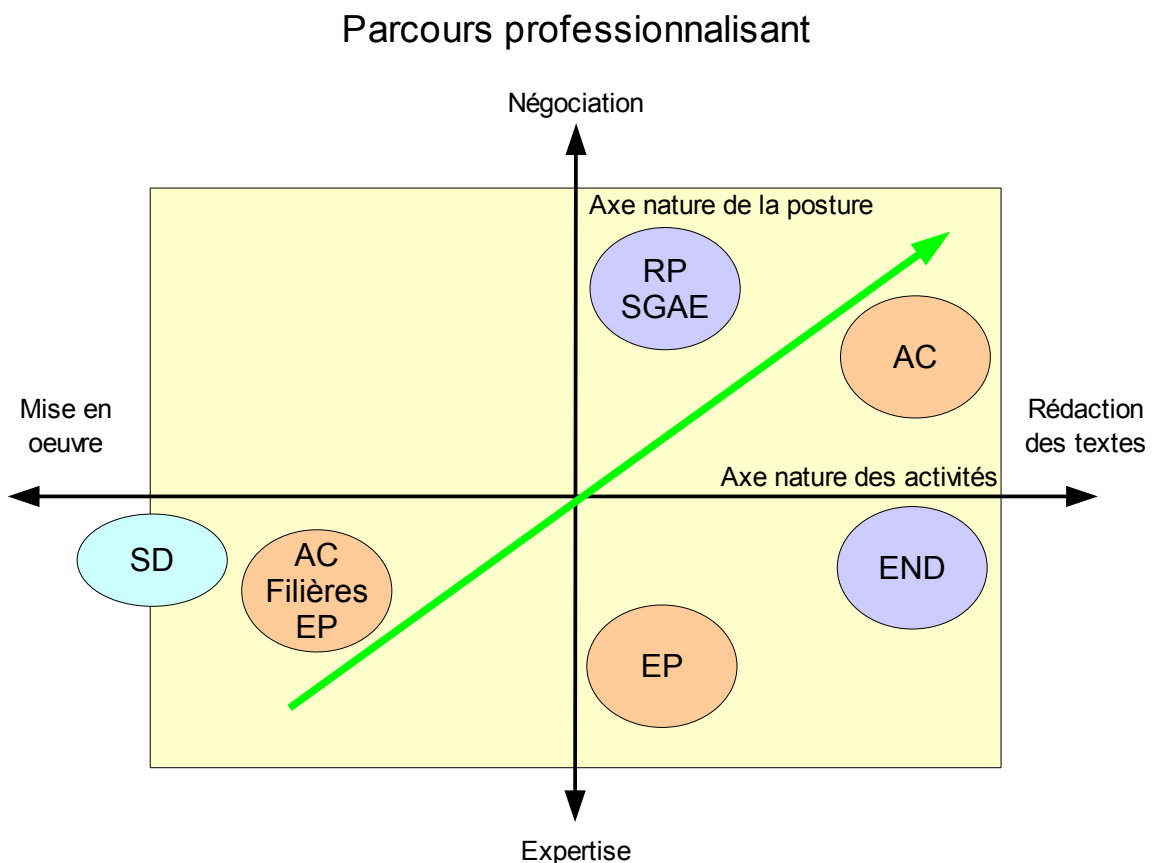 Parcours professionnalisant
Négociation
Axe nature de la posture
RP
SGAE
AC
Mise en
oeuvre
Rédaction
des textes
Axe nature des activités
SD
AC
Filières
EP
END
EP
Expertise